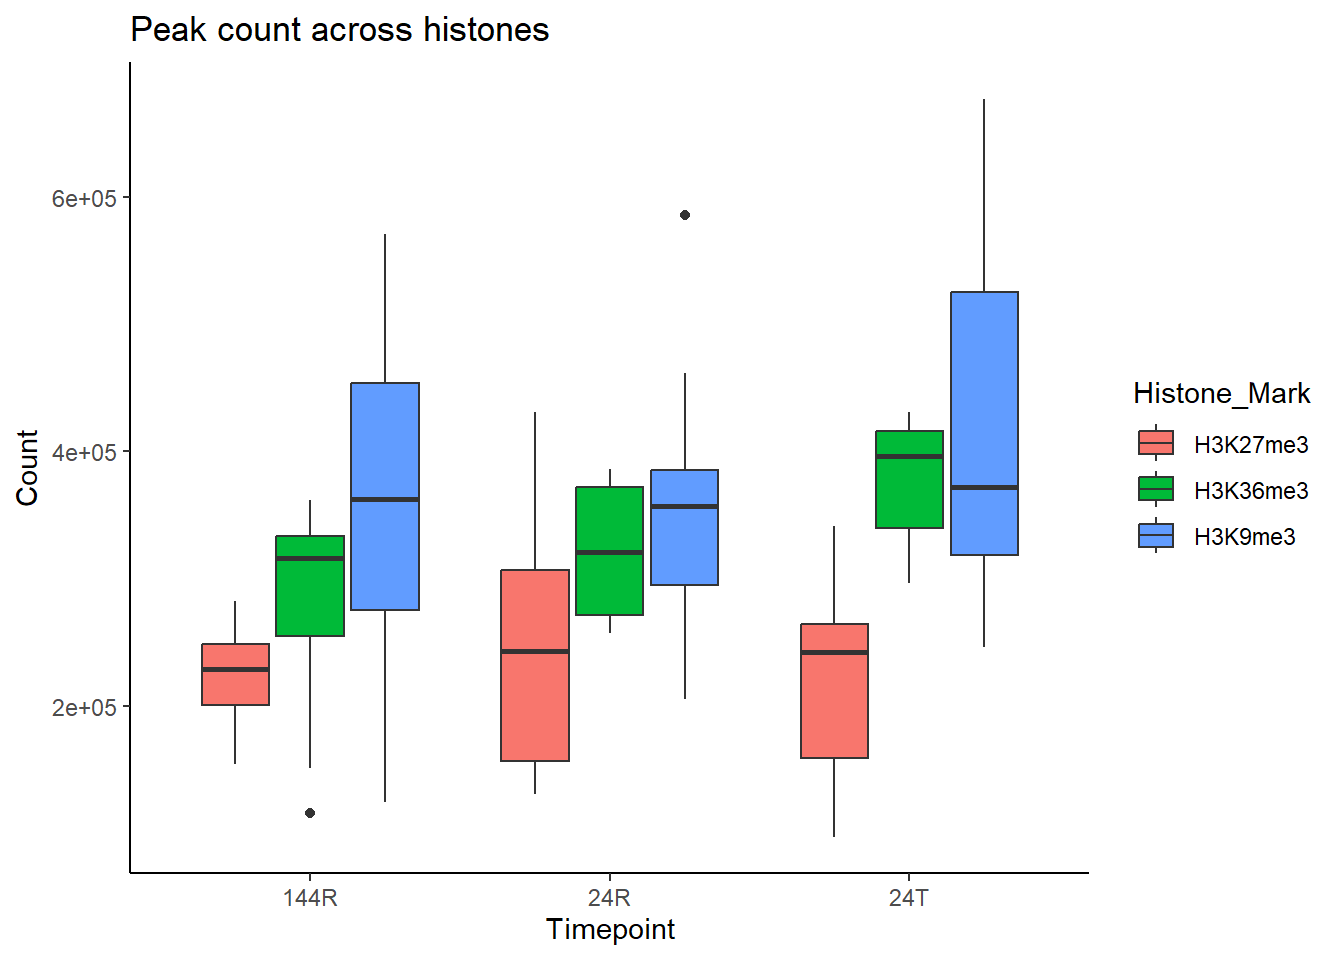 Peak count across histones
Count
6e+05
4e+05
2e+05
144R
24R
24T
Timepoint
Histone_Mark
H3K27me3
H3K36me3
H3K9me3